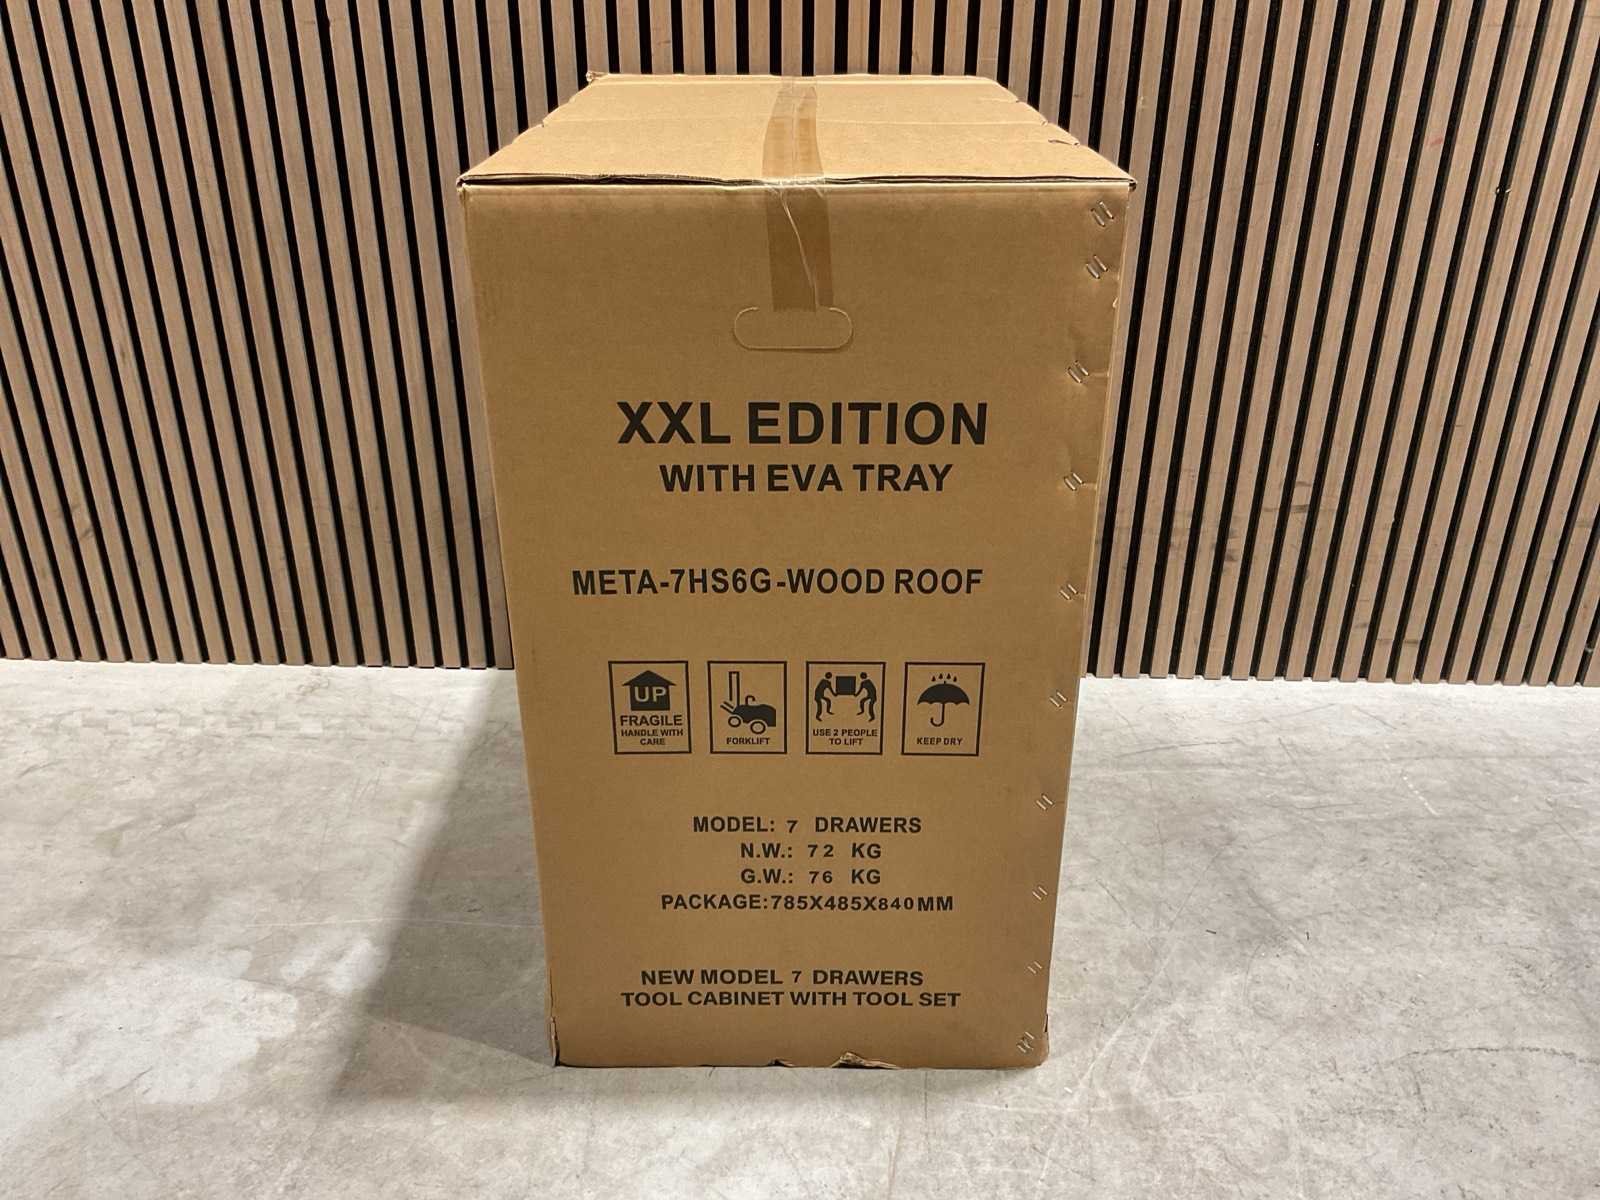 XXL EDITION
WITH EVA TRAY
META-7HS6G-WOOD ROOF
UP
FRAGILE
HANDLE WITH
CARE
FORKLIFT
USE 2 PEOPLE
TO LIFT
KEEP DRY
MODEL: 7 DRAWERS
N.W.: 72 KG
G.W.: 76 KG
PACKAGE:785X485X840MM
NEW MODEL 7 DRAWERS
TOOL CABINET WITH TOOL SET